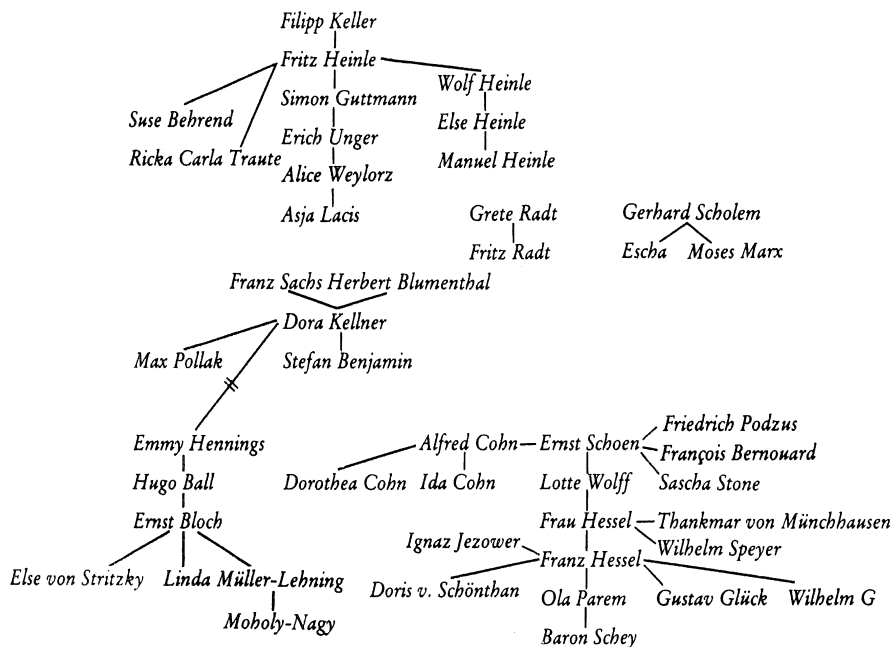 Filipp Keller
Fritz Heinle
Wolf Heinle
Simon Guttmann
Suse Behrend
Else Heinle
Erich Unger
Ricka Carla Traute
Manuel Heinle
Alice Weylorz
Asja Lacis
Grete Radt
Gerhard Scholem
Fritz Radt
Escha
Moses Marx
Franz Sachs Herbert Blumenthal
Dora Kellner
Max Pollak
Stefan Benjamin
Friedrich Podzus
Emmy Hennings
Alfred Cohn
Ernst Schoen
François Bernouard
Hugo Ball
Dorothea Cohn
Ida Cohn
Lotte Wolff
Sascha Stone
Ernst Bloch
Frau Hessel
Thankmar von Münchhausen
Ignaz Jezower
Wilhelm Speyer
Franz Hessel
Else von Stritzky
Linda Müller-Lehning
Doris v. Schönthan
Ola Parem
Gustav Glück
Wilhelm G
Moholy-Nagy
Baron Schey